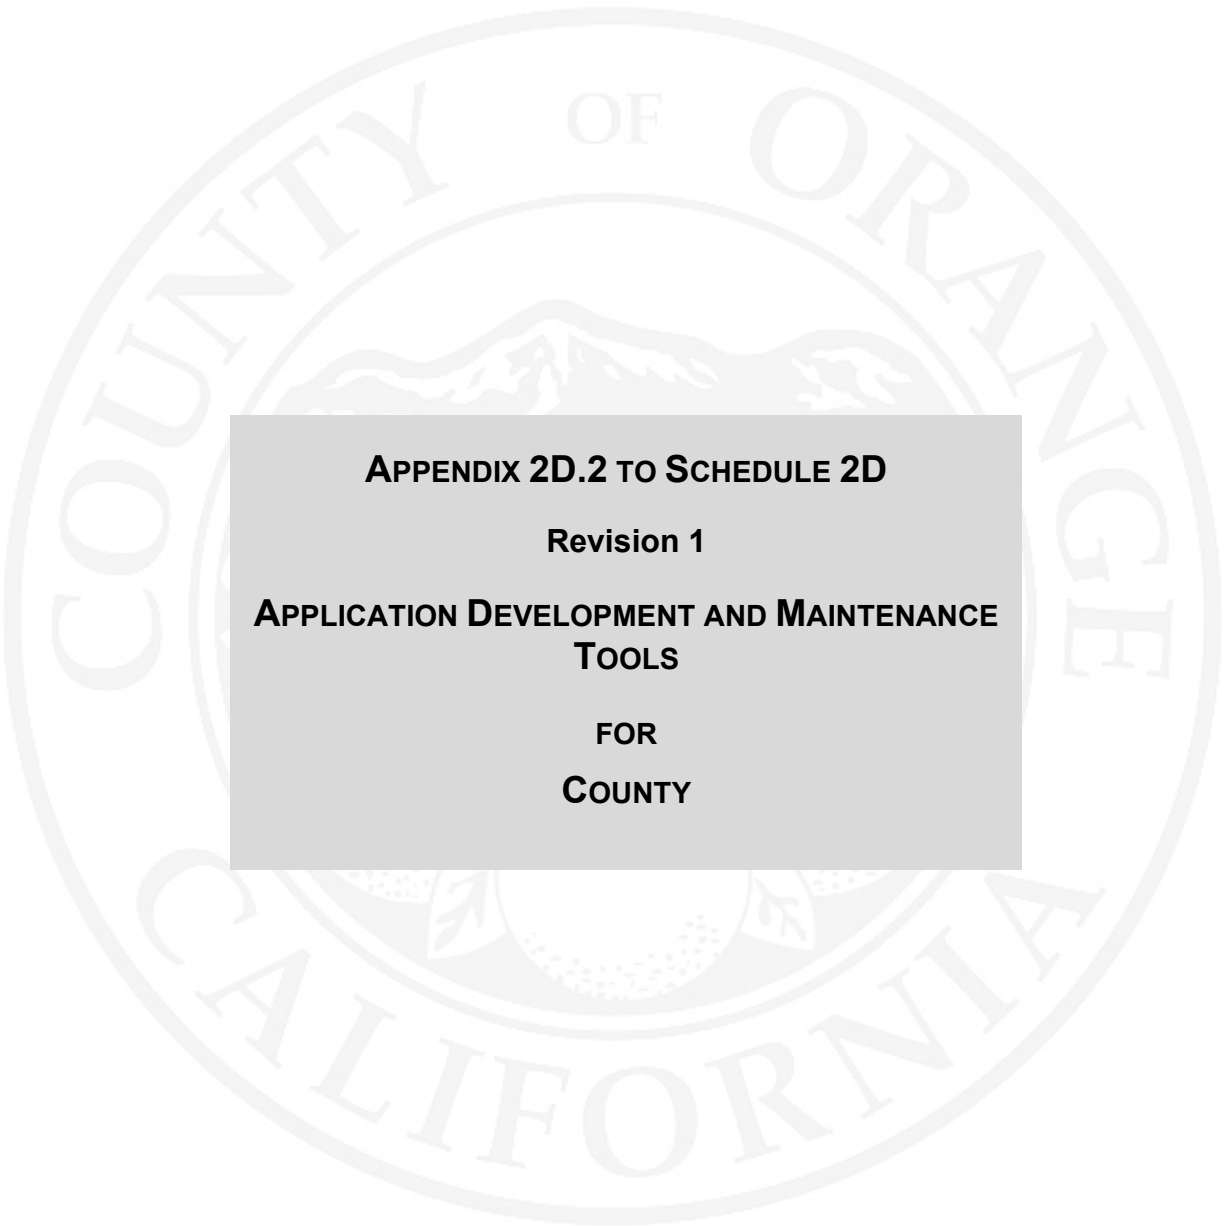 COUNTY OF ORANGE
APPENDIX 2D.2 TO SCHEDULE 2D
Revision 1
APPLICATION DEVELOPMENT AND MAINTENANCE
TOOLS
FOR
COUNTY
CALIFORNIA